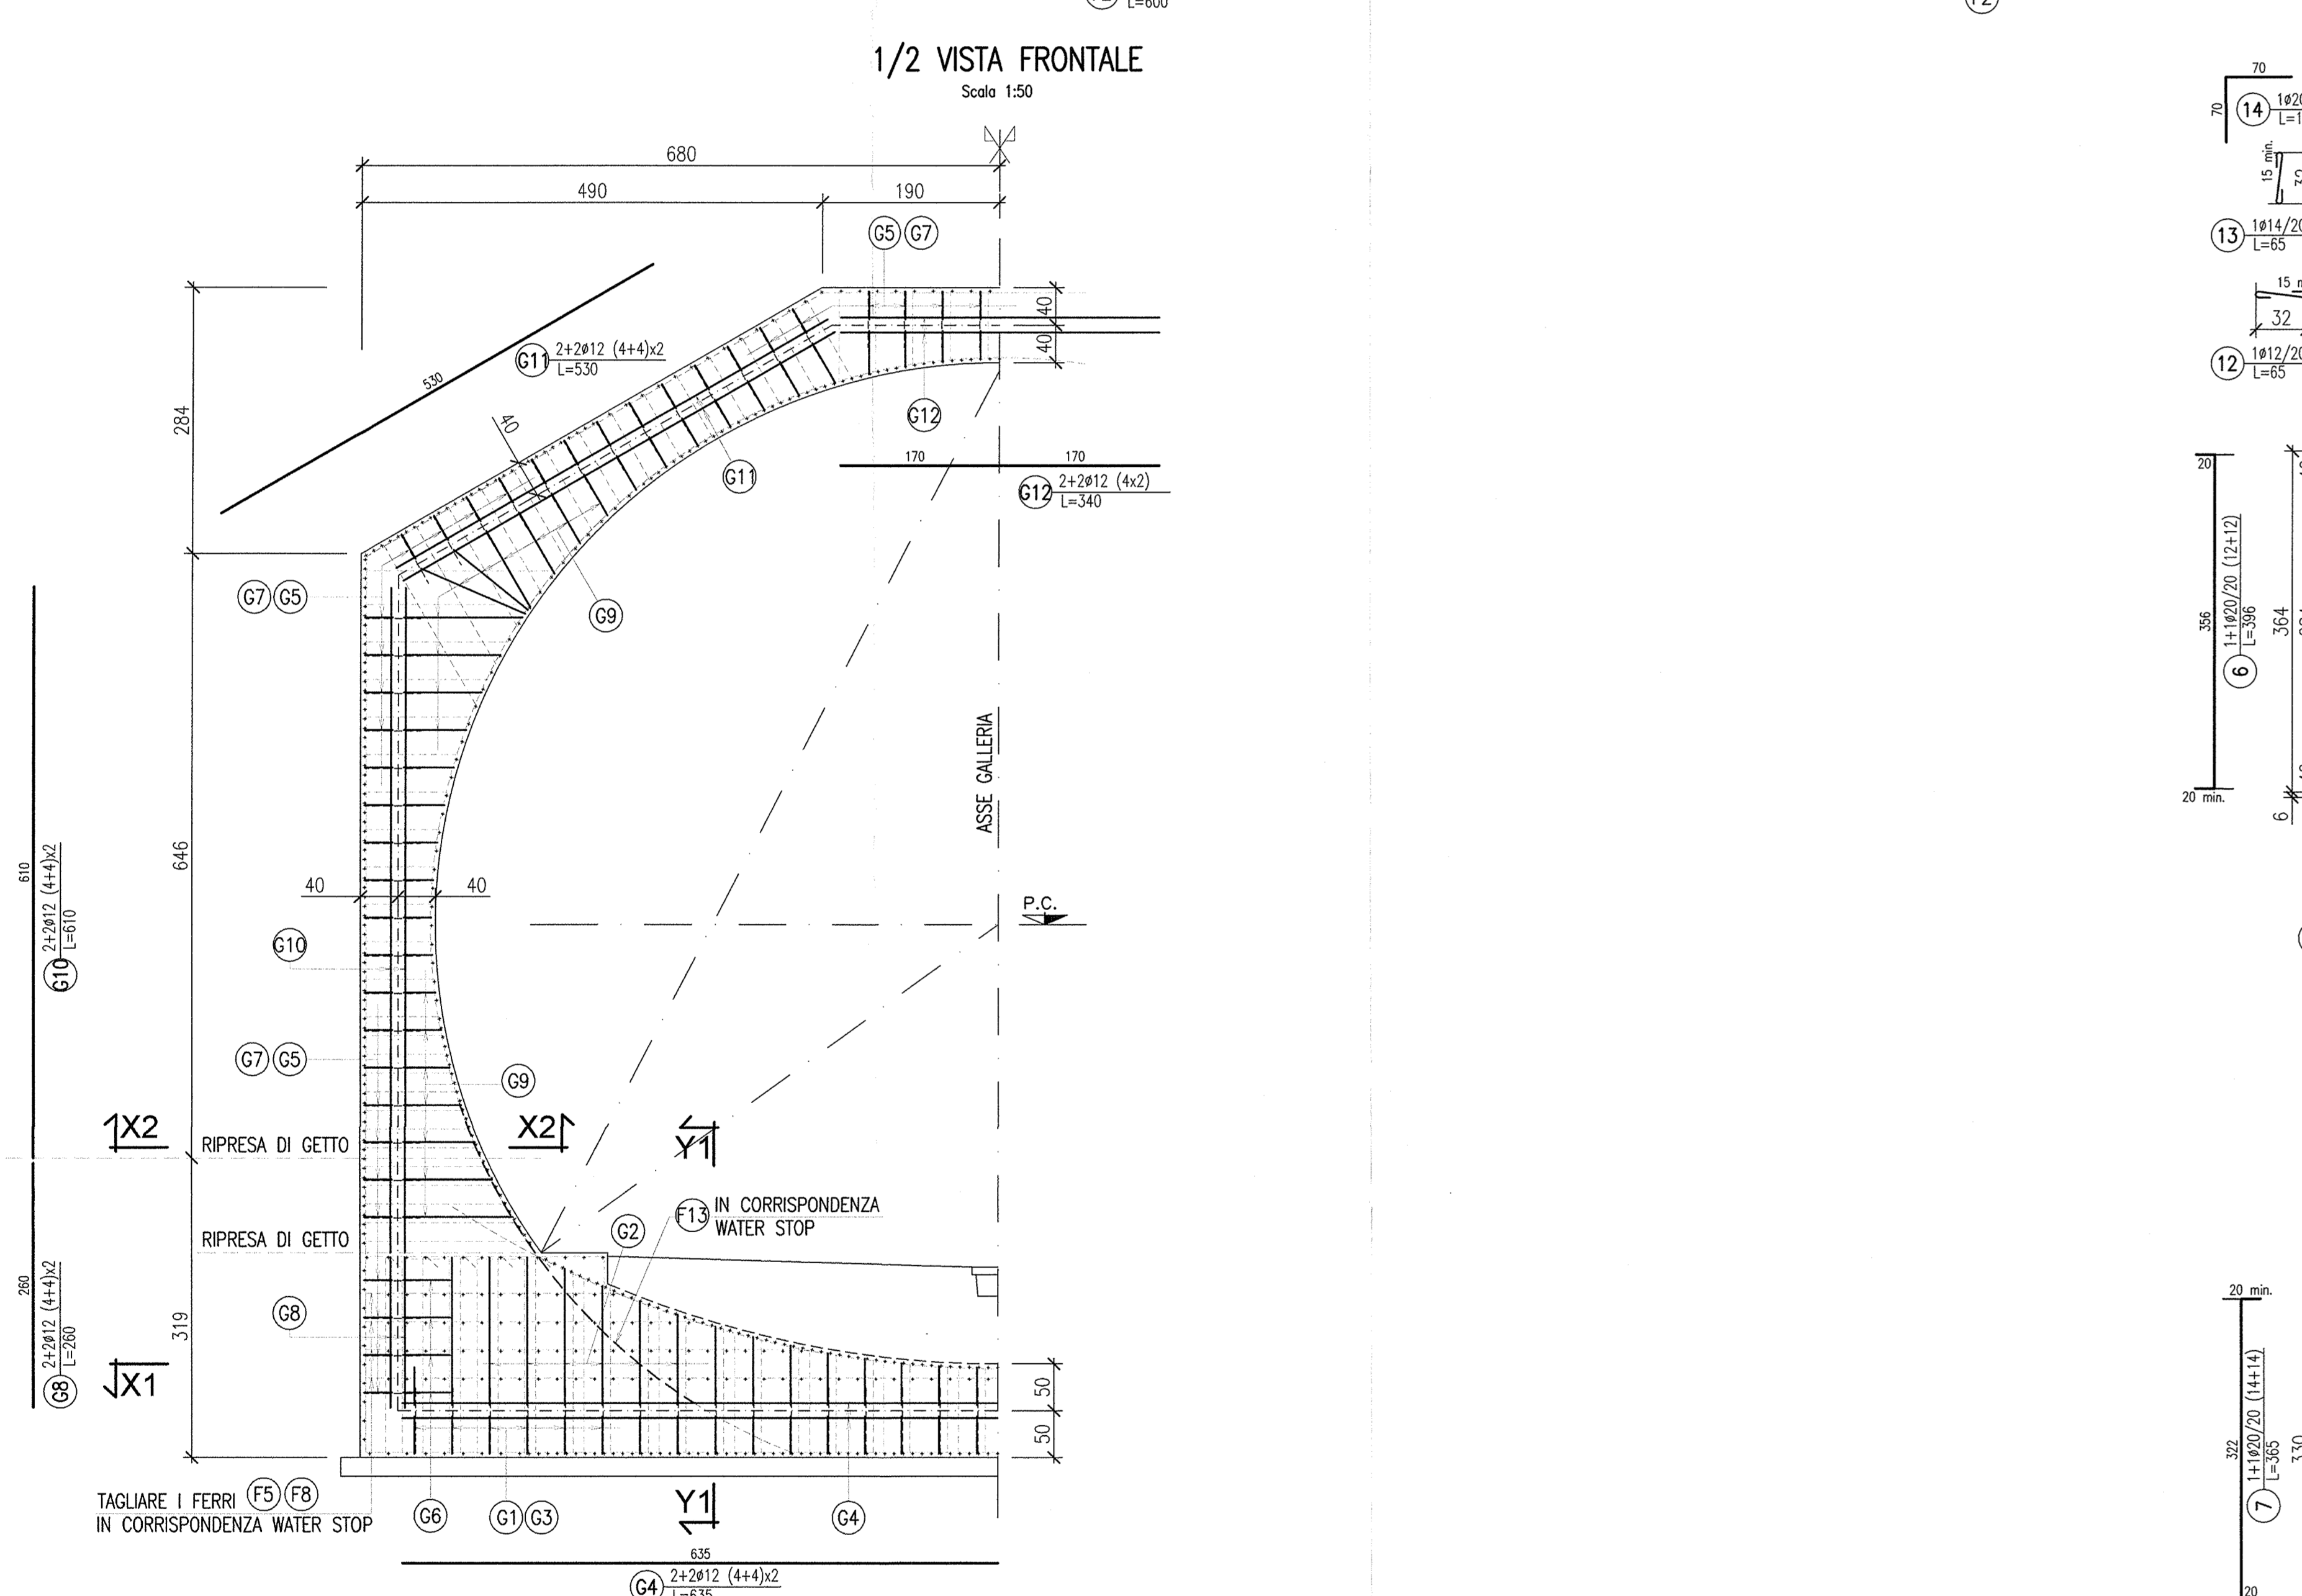 L=600
1/2 VISTA FRONTALE
Scala 1:50
680
490
190
G5 G7
40
40
G11 2+2ø12 (4+4)x2
L=530
530
40
284
G12
G11
170
170
G12 2+2ø12 (4x2)
L=340
G7 G5
G9
646
610
G10 2+2ø12 (4+4)x2
L=610
ASSE GALLERIA
40
40
P.C.
G10
G7 G5
G9
X2
X2
Y1
RIPRESA DI GETTO
RIPRESA DI GETTO
F13 IN CORRISPONDENZA
WATER STOP
G2
260
G8 2+2ø12 (4+4)x2
L=260
G8
319
X1
50
50
TAGLIARE I FERRI F5 F8
IN CORRISPONDENZA WATER STOP
G6
G1 G3
Y1
G4
635
G4 2+2ø12 (4+4)x2
L=635
70
70
14
15 min.
13 1ø14/20
L=65
15
32
12 1ø12/20
L=65
20
356
20 min.
6 1+1ø20/20 (12+12)
L=396
364
6
20 min.
322
7 1+1ø20/20 (14+14)
L=365
330
20